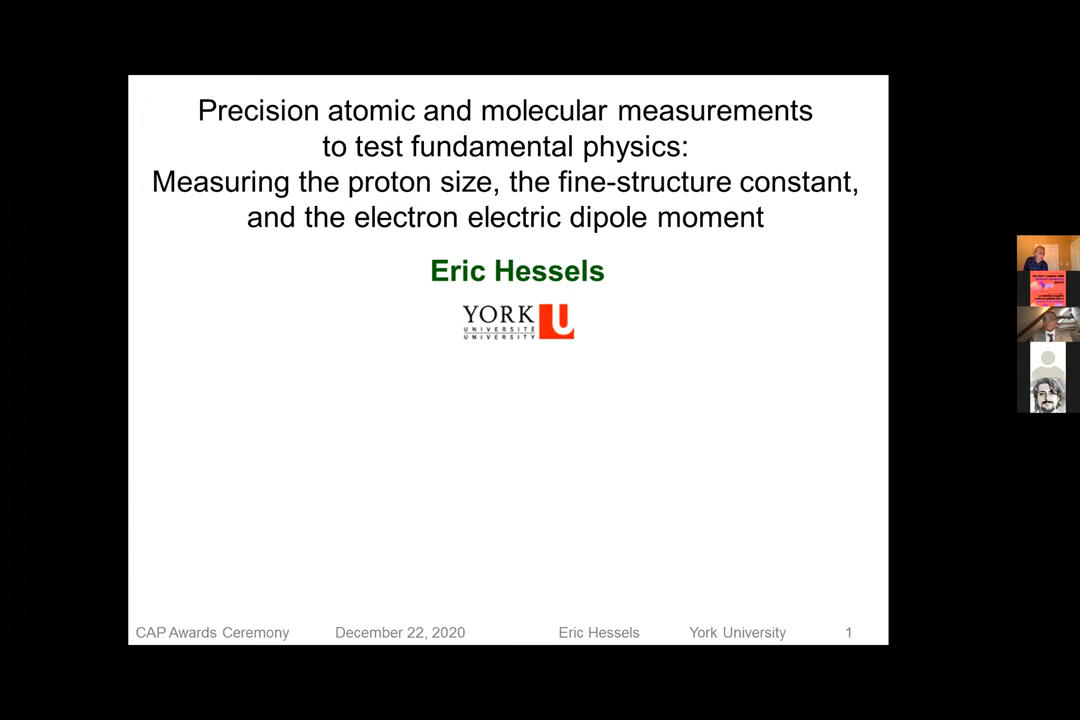 Precision atomic and molecular measurements
to test fundamental physics:
Measuring the proton size, the fine-structure constant,
and the electron electric dipole moment
Eric Hessels
YORK U
UNIVERSITÉ
UNIVERSITY
CAP Awards Ceremony December 22, 2020 Eric Hessels York University 1